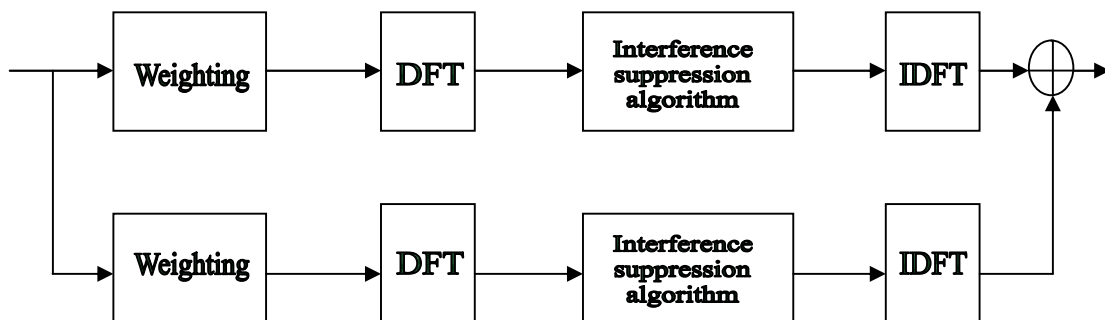 Weighting
DFT
Interference
suppression
algorithm
IDFT
Weighting
DFT
Interference
suppression
algorithm
IDFT